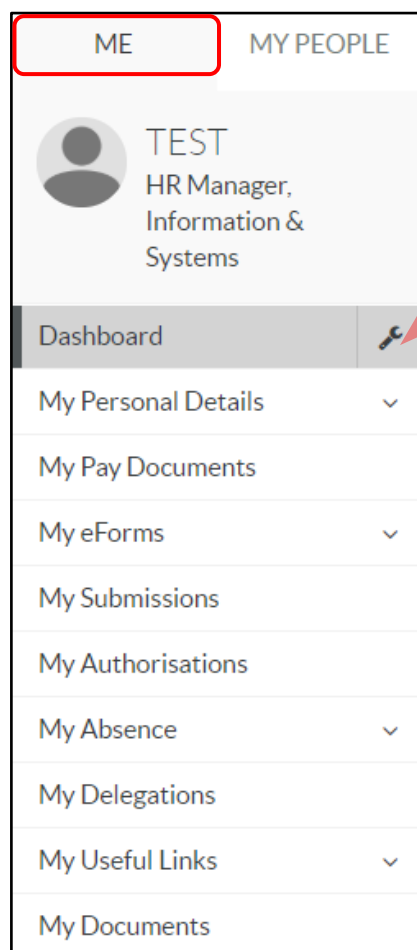 ME MY PEOPLE
TEST
HR Manager,
Information &
Systems
Dashboard
My Personal Details
My Pay Documents
My eForms
My Submissions
My Authorisations
My Absence
My Delegations
My Useful Links
My Documents